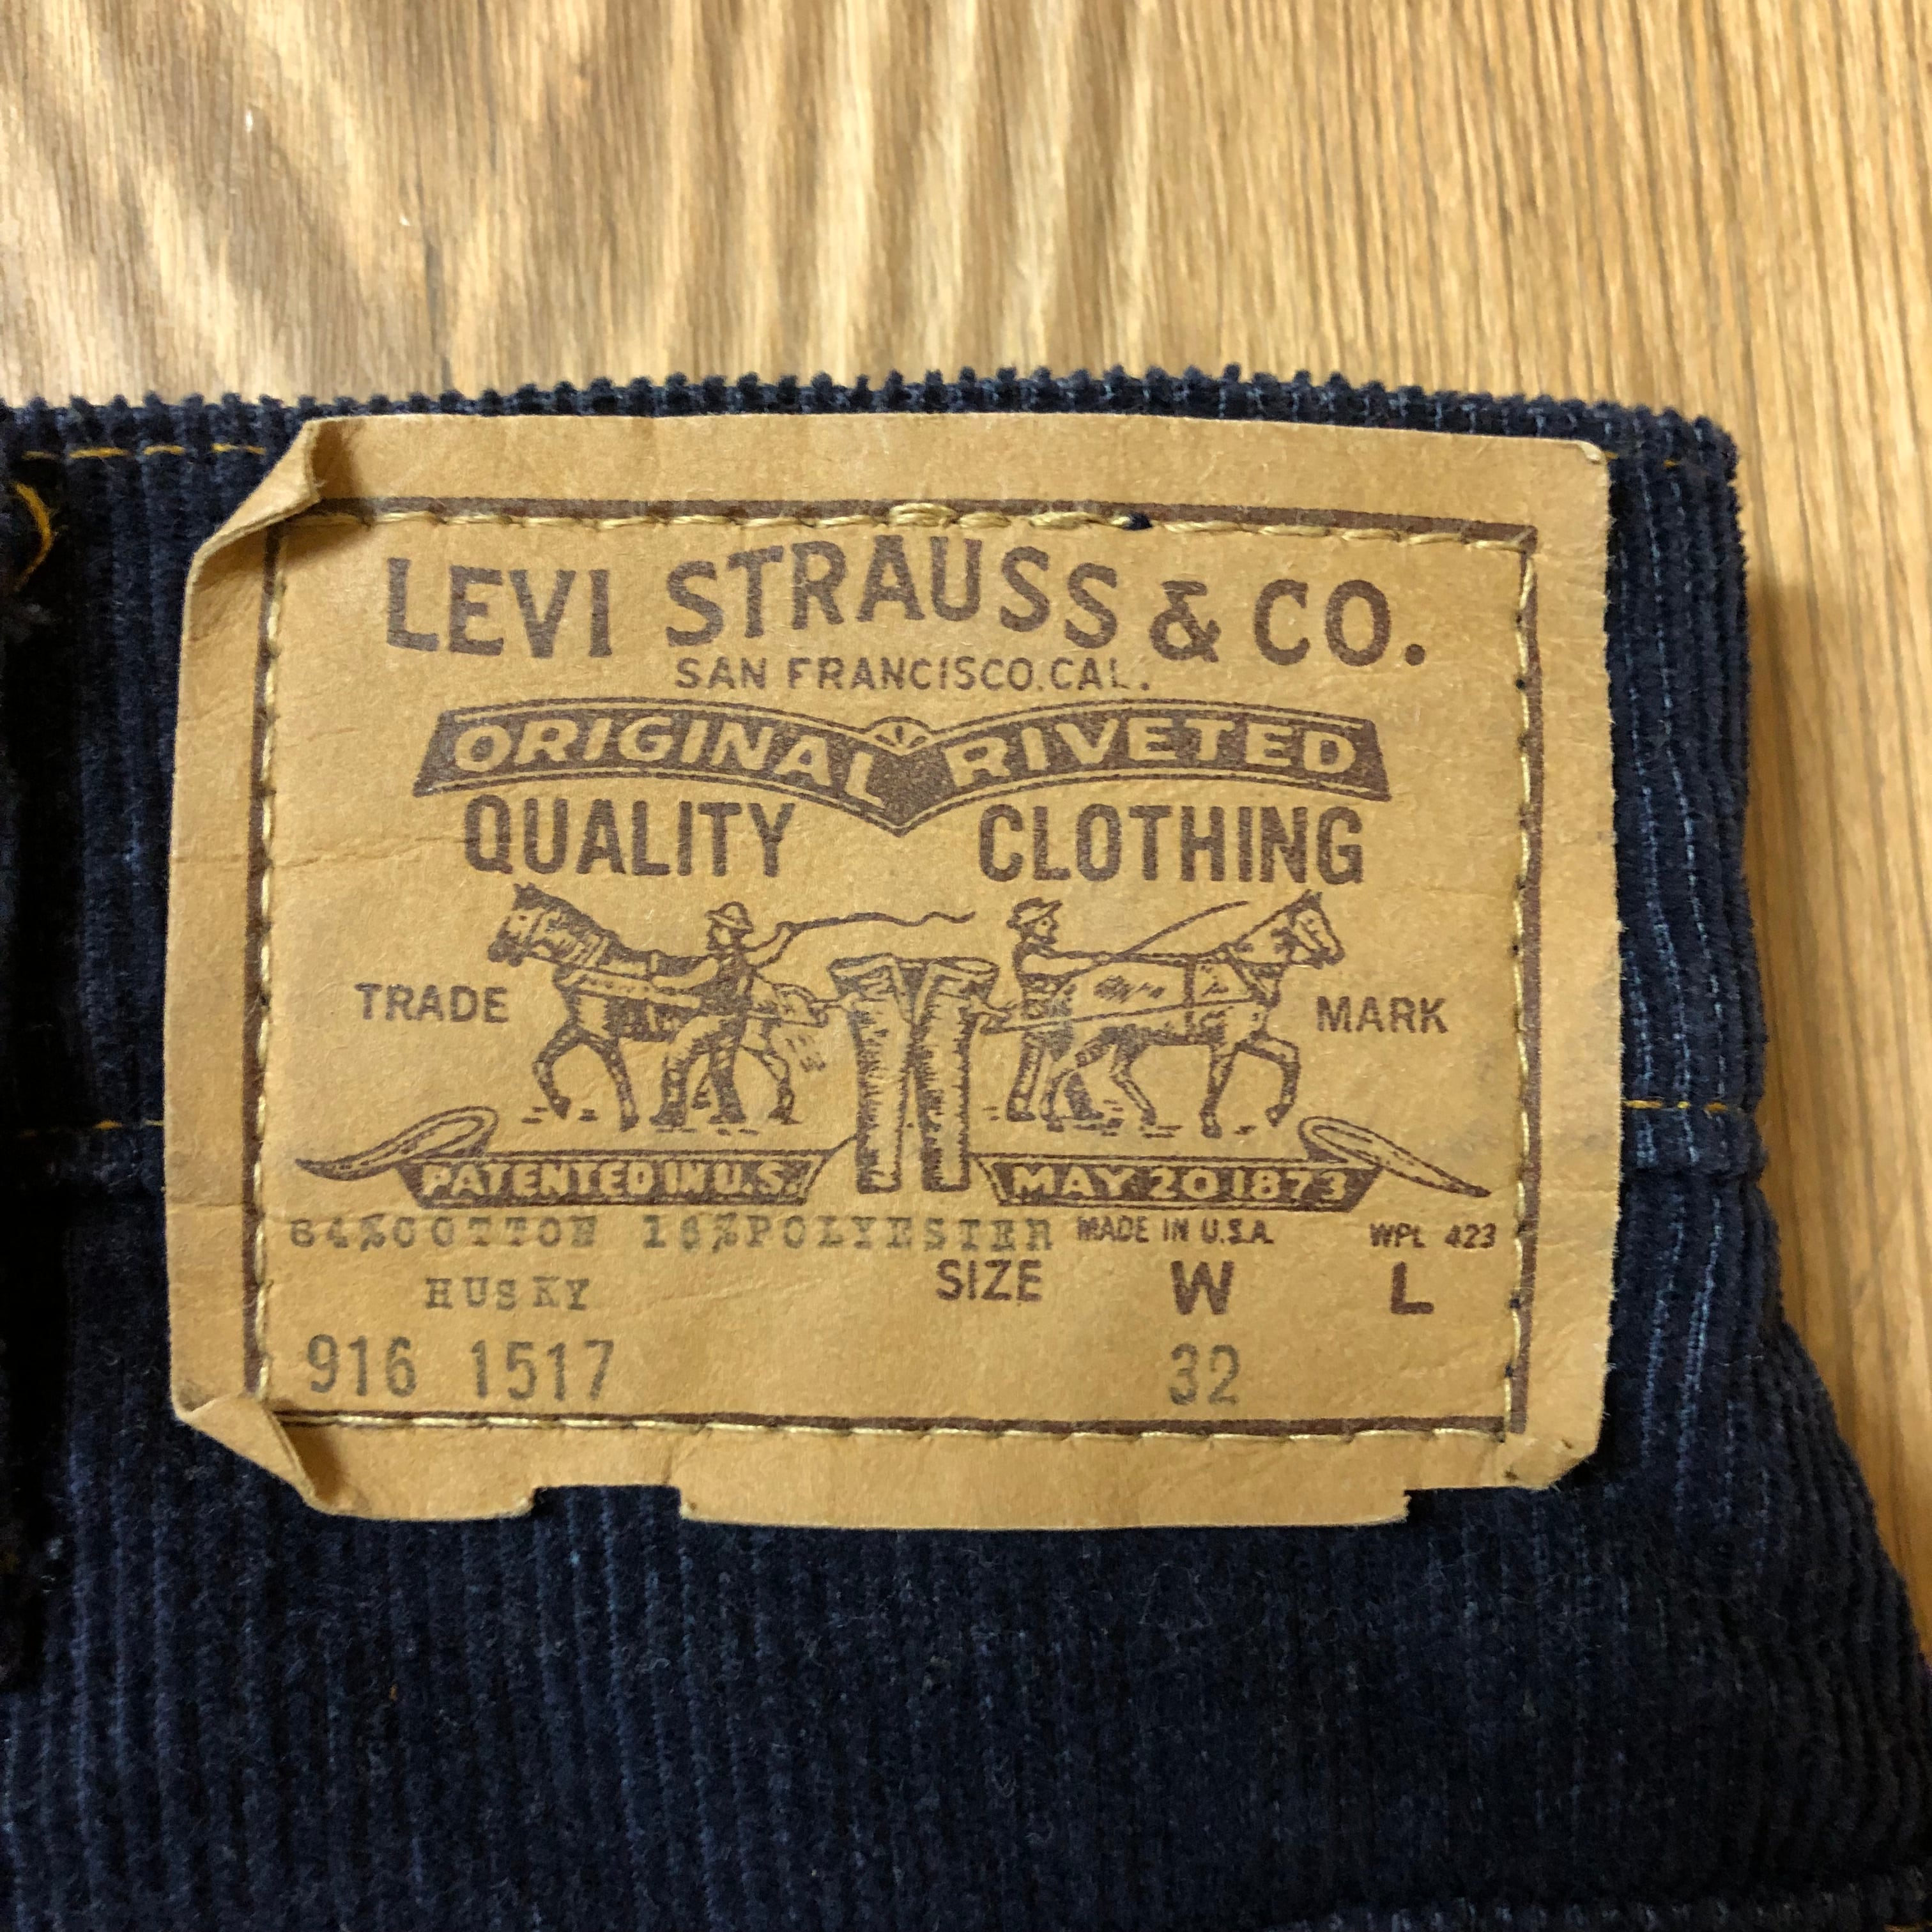 LEVI STRAUSS & CO.
SAN FRANCISCO, CAL.
ORIGINAL RIVETED
QUALITY CLOTHING
TRADE MARK
PATENTED IN U.S. MAY 20 1873
84%COTTON 16%POLYESTER MADE IN U.S.A. WPL 423
HUSKY SIZE W L
916 1517 32